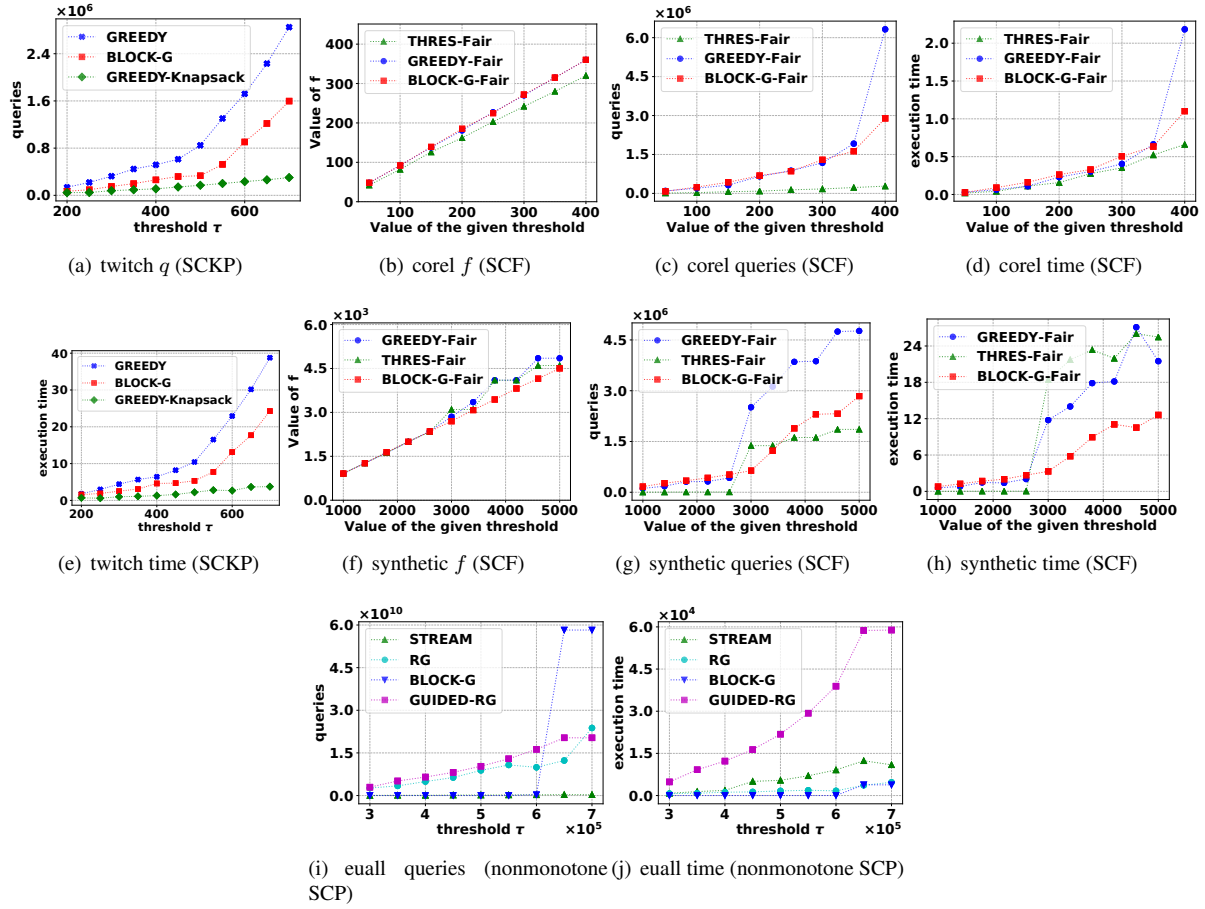 GREEDY
BLOCK-G
GREEDY-Knapsack
queries
2.6
1.6
0.6
0.0
×10⁶
200 400 600
threshold τ
(a) twitch q (SCKP)
THRES-Fair
GREEDY-Fair
BLOCK-G-Fair
Value of f
400
300
200
100
0
100 200 300 400
Value of the given threshold
(b) corel f (SCF)
×10⁶
THRES-Fair
GREEDY-Fair
BLOCK-G-Fair
queries
6.0
4.5
3.0
1.5
0.0
100 200 300 400
Value of the given threshold
(c) corel queries (SCF)
THRES-Fair
GREEDY-Fair
BLOCK-G-Fair
execution time
2.0
1.5
1.0
0.5
0.0
100 200 300 400
Value of the given threshold
(d) corel time (SCF)
GREEDY
BLOCK-G
GREEDY-Knapsack
execution time
40
30
20
10
0
200 400 600
threshold τ
(e) twitch time (SCKP)
×10³
GREEDY-Fair
THRES-Fair
BLOCK-G-Fair
Value of f
6.0
4.5
3.0
1.5
0.0
1000 2000 3000 4000 5000
Value of the given threshold
(f) synthetic f (SCF)
×10⁶
GREEDY-Fair
THRES-Fair
BLOCK-G-Fair
queries
4.5
3.0
1.5
0.0
1000 2000 3000 4000 5000
Value of the given threshold
(g) synthetic queries (SCF)
GREEDY-Fair
THRES-Fair
BLOCK-G-Fair
execution time
24
18
12
6
0
1000 2000 3000 4000 5000
Value of the given threshold
(h) synthetic time (SCF)
×10¹⁰
STREAM
RG
BLOCK-G
GUIDED-RG
queries
6.0
4.5
3.0
1.5
0.0
3 4 5 6 7
threshold τ
×10⁵
(i) euall queries (nonmonotone
SCP)
×10⁴
STREAM
RG
BLOCK-G
GUIDED-RG
execution time
6.0
4.5
3.0
1.5
0.0
3 4 5 6 7
threshold τ
×10⁵
(j) euall time (nonmonotone SCP)